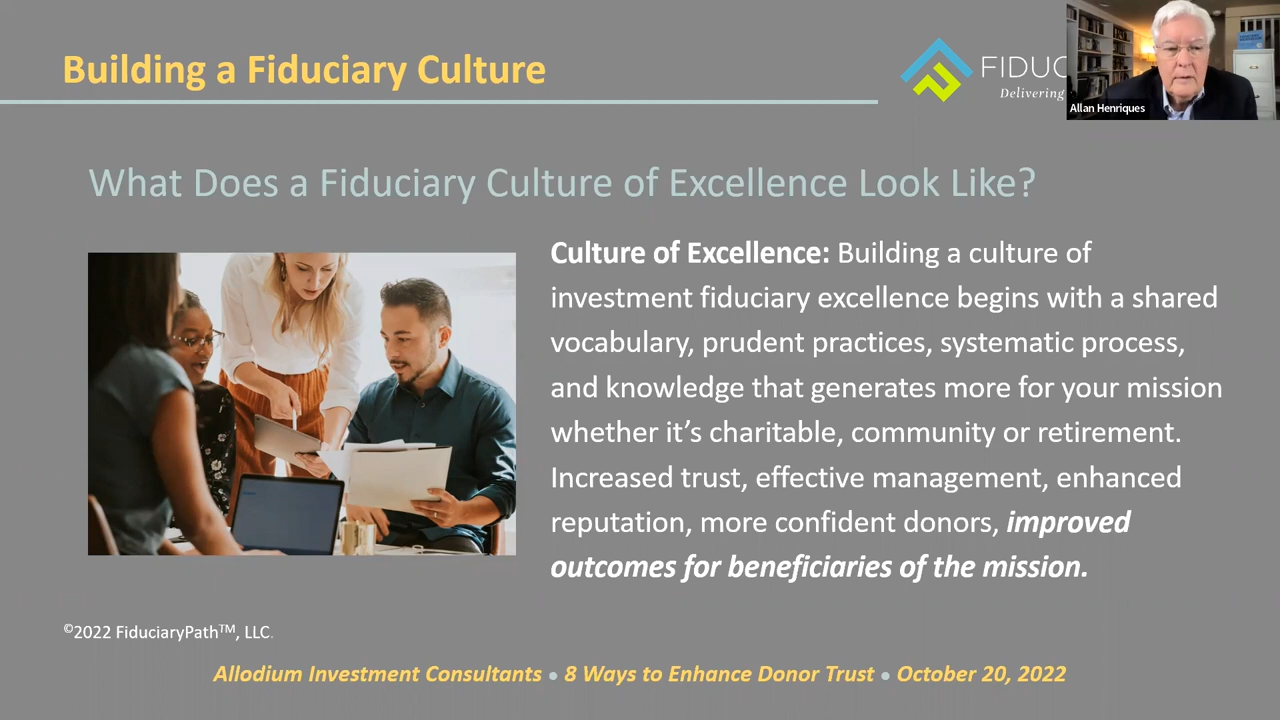 Building a Fiduciary Culture
FIDUC
Delivering
Allan Henriques
What Does a Fiduciary Culture of Excellence Look Like?
Culture of Excellence: Building a culture of
investment fiduciary excellence begins with a shared
vocabulary, prudent practices, systematic process,
and knowledge that generates more for your mission
whether it’s charitable, community or retirement.
Increased trust, effective management, enhanced
reputation, more confident donors, improved
outcomes for beneficiaries of the mission.
©2022 FiduciaryPath™, LLC.
Allodium Investment Consultants • 8 Ways to Enhance Donor Trust • October 20, 2022